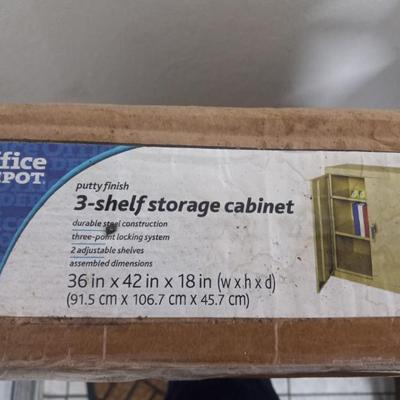 ffice
EPOT.
putty finish
3-shelf storage cabinet
durable steel construction
three-point locking system
2 adjustable shelves
assembled dimensions
36 in x 42 in x 18 in (w x h x d)
(91.5 cm x 106.7 cm x 45.7 cm)